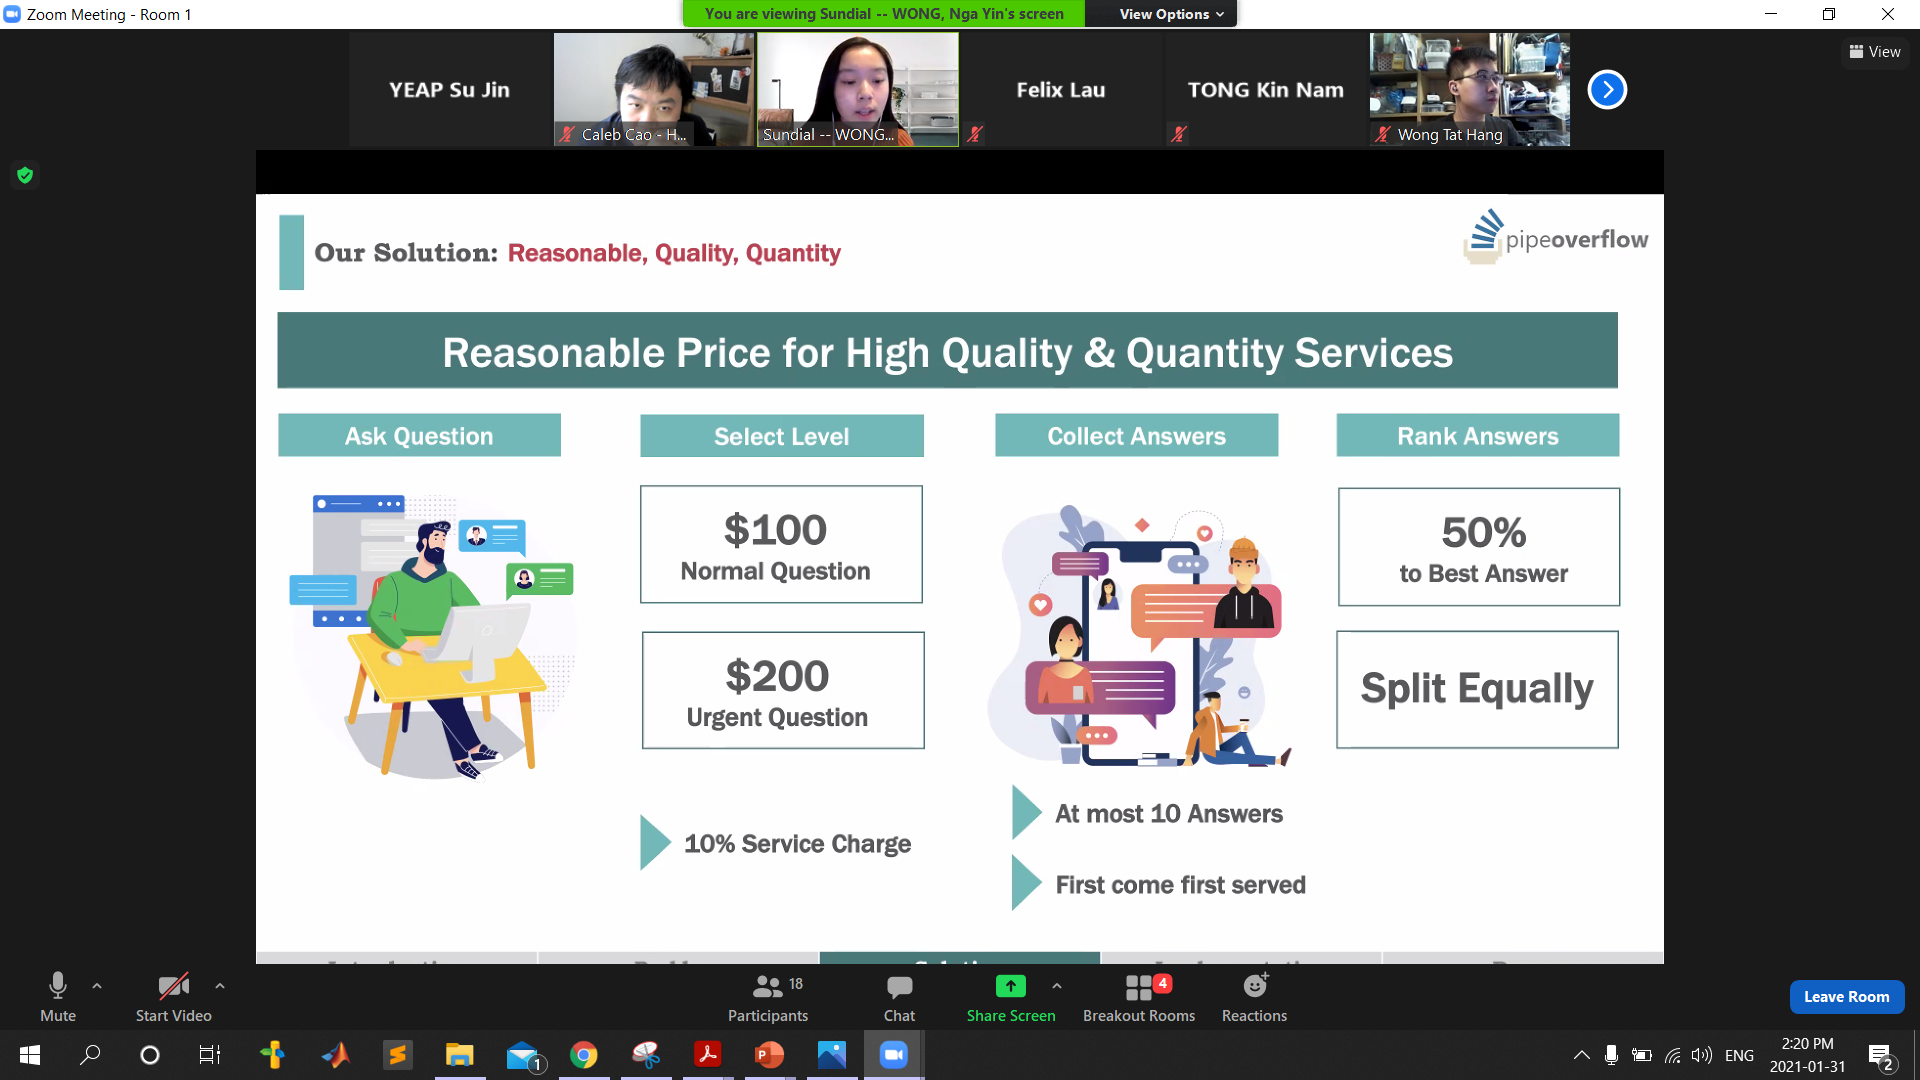 Zoom Meeting - Room 1
You are viewing Sundial -- WONG, Nga Yin's screen
View Options
View
YEAP Su Jin
Caleb Cao - H...
Sundial -- WONG...
Felix Lau
TONG Kin Nam
Wong Tat Hang
Our Solution: Reasonable, Quality, Quantity
pipeoverflow
Reasonable Price for High Quality & Quantity Services
Ask Question
Select Level
Collect Answers
Rank Answers
$100
Normal Question
$200
Urgent Question
50%
to Best Answer
Split Equally
10% Service Charge
At most 10 Answers
First come first served
Mute
Start Video
18
Participants
Chat
Share Screen
4
Breakout Rooms
Reactions
Leave Room
1
ENG
2:20 PM
2021-01-31
2